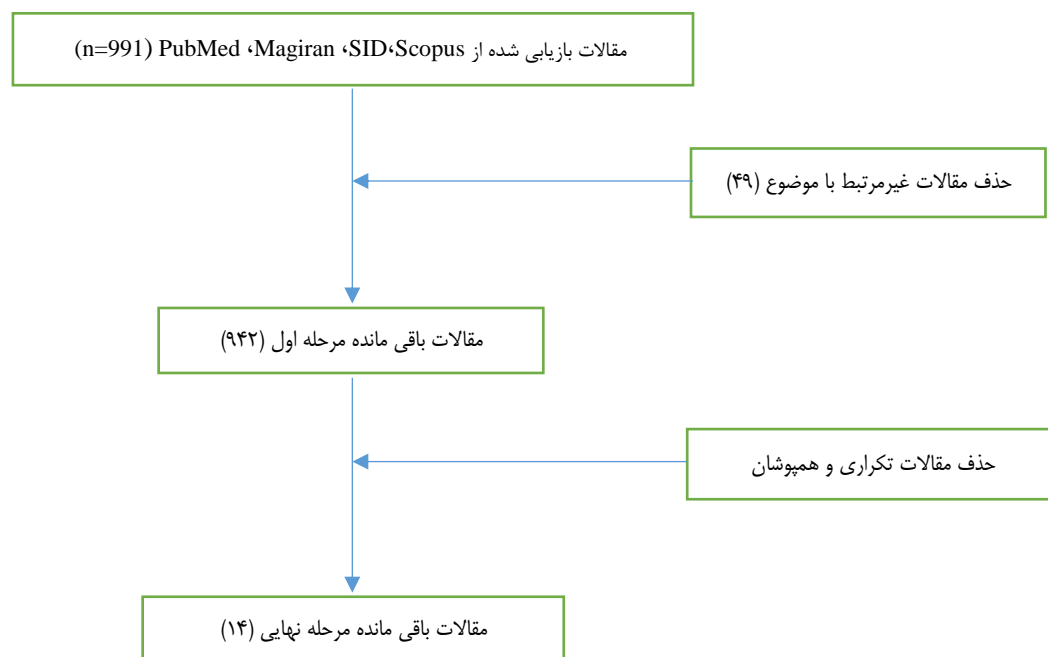 مقالات بازیابی شده از PubMed ،Magiran ،SID،Scopus (n=991)
حذف مقالات غیرمرتبط با موضوع (۴۹)
مقالات باقی مانده مرحله اول (۹۴۲)
حذف مقالات تکراری و همپوشان
مقالات باقی مانده مرحله نهایی (۱۴)